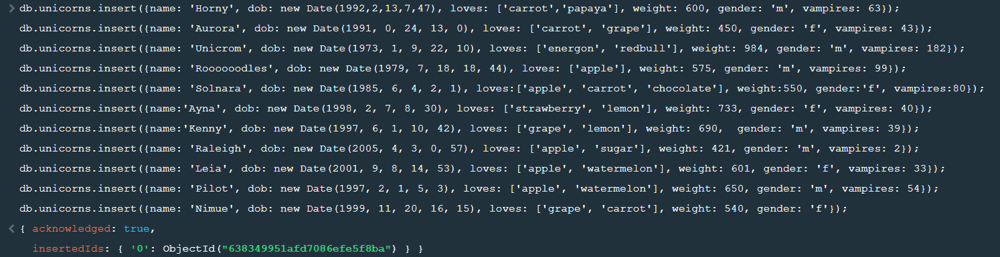 > db.unicorns.insert({name: 'Horny', dob: new Date(1992,2,13,7,47), loves: ['carrot','papaya'], weight: 600, gender: 'm', vampires: 63});
db.unicorns.insert({name: 'Aurora', dob: new Date(1991, 0, 24, 13, 0), loves: ['carrot', 'grape'], weight: 450, gender: 'f', vampires: 43});
db.unicorns.insert({name: 'Unicrom', dob: new Date(1973, 1, 9, 22, 10), loves: ['energon', 'redbull'], weight: 984, gender: 'm', vampires: 182});
db.unicorns.insert({name: 'Roooooodles', dob: new Date(1979, 7, 18, 18, 44), loves: ['apple'], weight: 575, gender: 'm', vampires: 99});
db.unicorns.insert({name: 'Solnara', dob: new Date(1985, 6, 4, 2, 1), loves:['apple', 'carrot', 'chocolate'], weight:550, gender:'f', vampires:80});
db.unicorns.insert({name:'Ayna', dob: new Date(1998, 2, 7, 8, 30), loves: ['strawberry', 'lemon'], weight: 733, gender: 'f', vampires: 40});
db.unicorns.insert({name:'Kenny', dob: new Date(1997, 6, 1, 10, 42), loves: ['grape', 'lemon'], weight: 690,  gender: 'm', vampires: 39});
db.unicorns.insert({name: 'Raleigh', dob: new Date(2005, 4, 3, 0, 57), loves: ['apple', 'sugar'], weight: 421, gender: 'm', vampires: 2});
db.unicorns.insert({name: 'Leia', dob: new Date(2001, 9, 8, 14, 53), loves: ['apple', 'watermelon'], weight: 601, gender: 'f', vampires: 33});
db.unicorns.insert({name: 'Pilot', dob: new Date(1997, 2, 1, 5, 3), loves: ['apple', 'watermelon'], weight: 650, gender: 'm', vampires: 54});
db.unicorns.insert({name: 'Nimue', dob: new Date(1999, 11, 20, 16, 15), loves: ['grape', 'carrot'], weight: 540, gender: 'f'});
< { acknowledged: true,
insertedIds: { '0': ObjectId("638349951afd7086efe5f8ba") } }